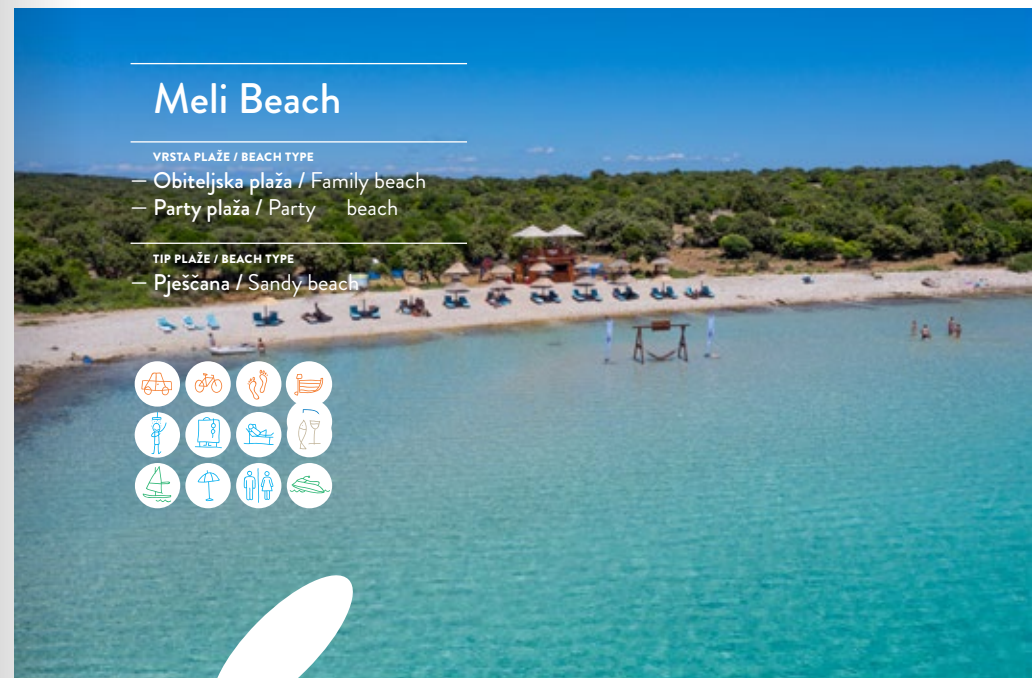 Meli Beach
VRSTA PLAŽE / BEACH TYPE
— Obiteljska plaža / Family beach
— Party plaža / Party beach
TIP PLAŽE / BEACH TYPE
— Pješčana / Sandy beach